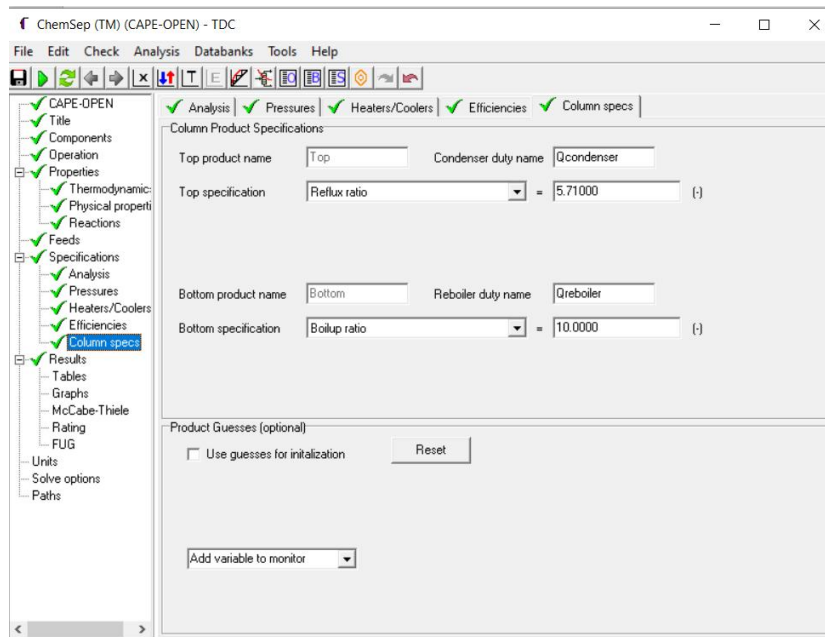 ChemSep (TM) (CAPE-OPEN) - TDC
File Edit Check Analysis Databanks Tools Help
CAPE-OPEN
Title
Components
Operation
Properties
Thermodynamic:
Physical properti
Reactions
Feeds
Specifications
Analysis
Pressures
Heaters/Coolers
Efficiencies
Column specs
Results
Tables
Graphs
McCabe-Thiele
Rating
FUG
Units
Solve options
Paths
Analysis Pressures Heaters/Coolers Efficiencies Column specs
Column Product Specifications
Top product name Top Condenser duty name Qcondenser
Top specification Reflux ratio = 5.71000 (-)
Bottom product name Bottom Reboiler duty name Qreboiler
Bottom specification Boilup ratio = 10.0000 (-)
Product Guesses (optional)
Use guesses for initalization Reset
Add variable to monitor